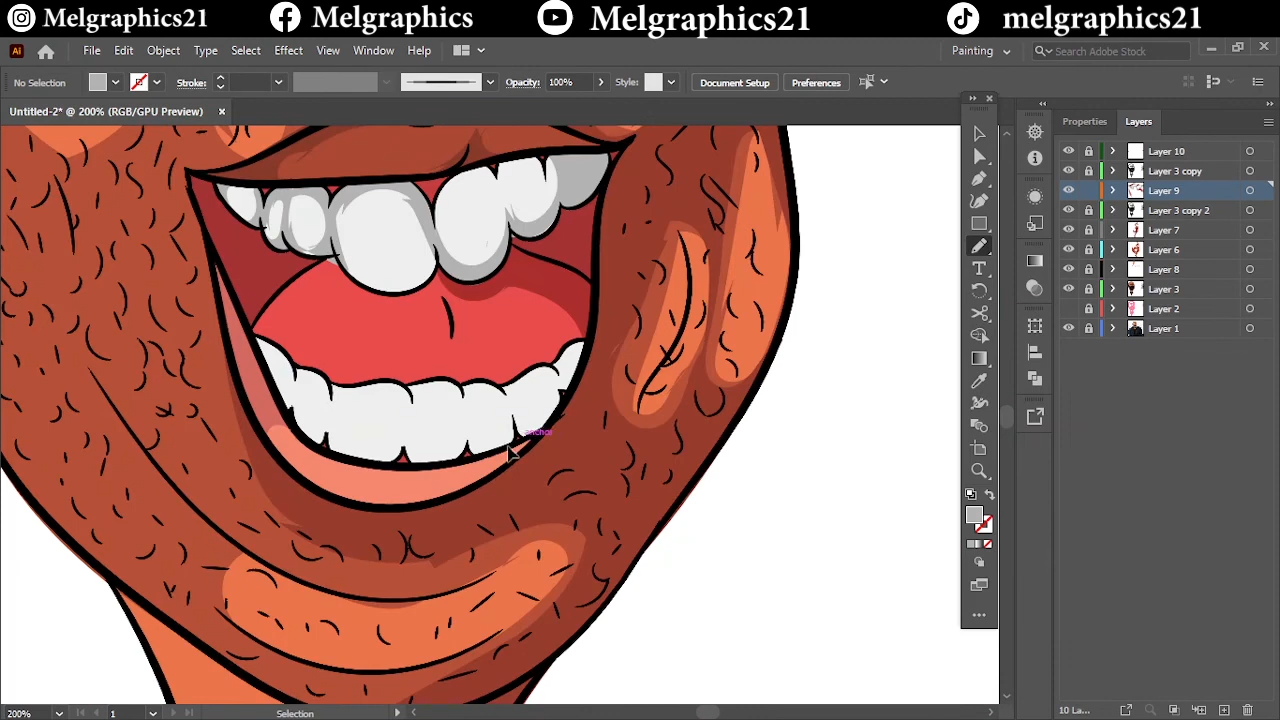 Melgraphics21 Melgraphics Melgraphics21 melgraphics21
Ai File Edit Object Type Select Effect View Window Help Painting Search Adobe Stock
No Selection Stroke: Opacity: 100% Style: Document Setup Preferences
Untitled-2* @ 200% (RGB/GPU Preview)
Properties Layers
Layer 10
Layer 3 copy
Layer 9
Layer 3 copy 2
Layer 7
Layer 6
Layer 8
Layer 3
Layer 2
Layer 1
anchor
200% 1 Selection 10 La...